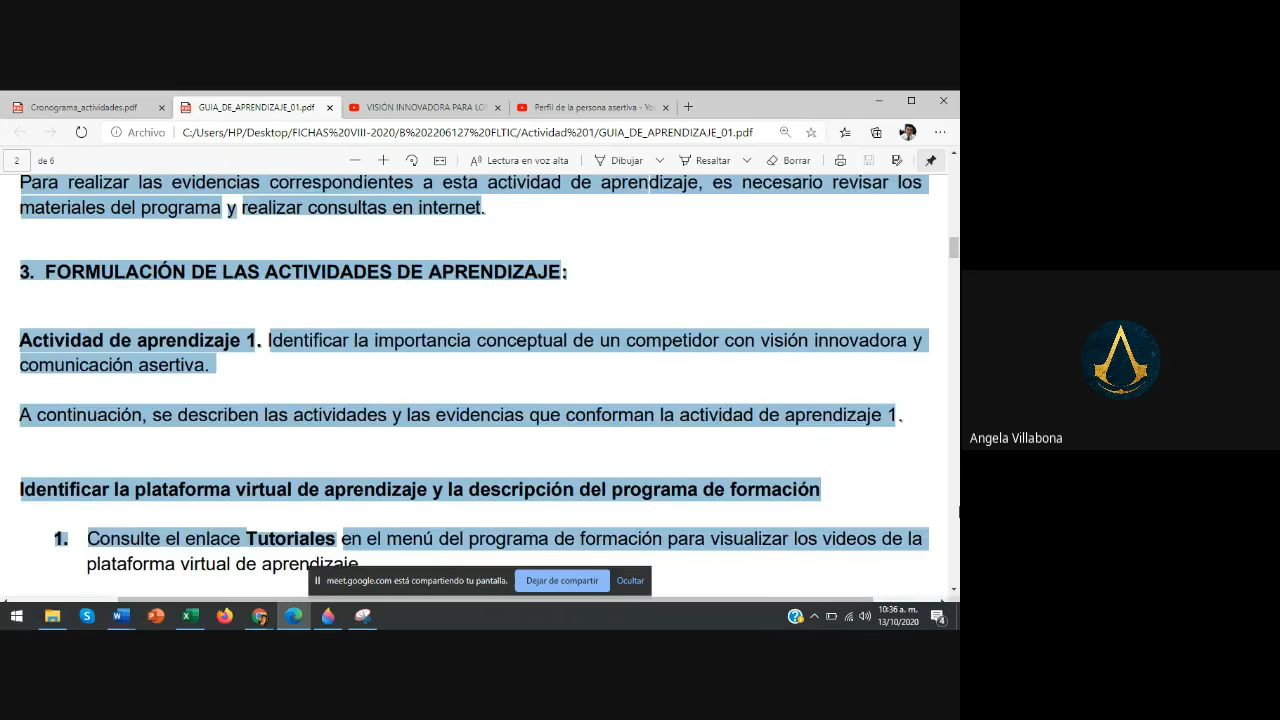 Cronograma_actividades.pdf
GUIA_DE_APRENDIZAJE_01.pdf
VISIÓN INNOVADORA PARA LO
Perfil de la persona asertiva - Yo
Archivo
C:/Users/HP/Desktop/FICHAS%20VIII-2020/B%202206127%20FLTIC/Actividad%201/GUIA_DE_APRENDIZAJE_01.pdf
2 de 6
Lectura en voz alta
Dibujar
Resaltar
Borrar
Para realizar las evidencias correspondientes a esta actividad de aprendizaje, es necesario revisar los
materiales del programa y realizar consultas en internet.
3. FORMULACIÓN DE LAS ACTIVIDADES DE APRENDIZAJE:
Actividad de aprendizaje 1. Identificar la importancia conceptual de un competidor con visión innovadora y
comunicación asertiva.
A continuación, se describen las actividades y las evidencias que conforman la actividad de aprendizaje 1.
Identificar la plataforma virtual de aprendizaje y la descripción del programa de formación
1. Consulte el enlace Tutoriales en el menú del programa de formación para visualizar los videos de la
plataforma virtual de aprendizaje.
meet.google.com está compartiendo tu pantalla.
Dejar de compartir
Ocultar
10:36 a. m.
13/10/2020
4
Angela Villabona